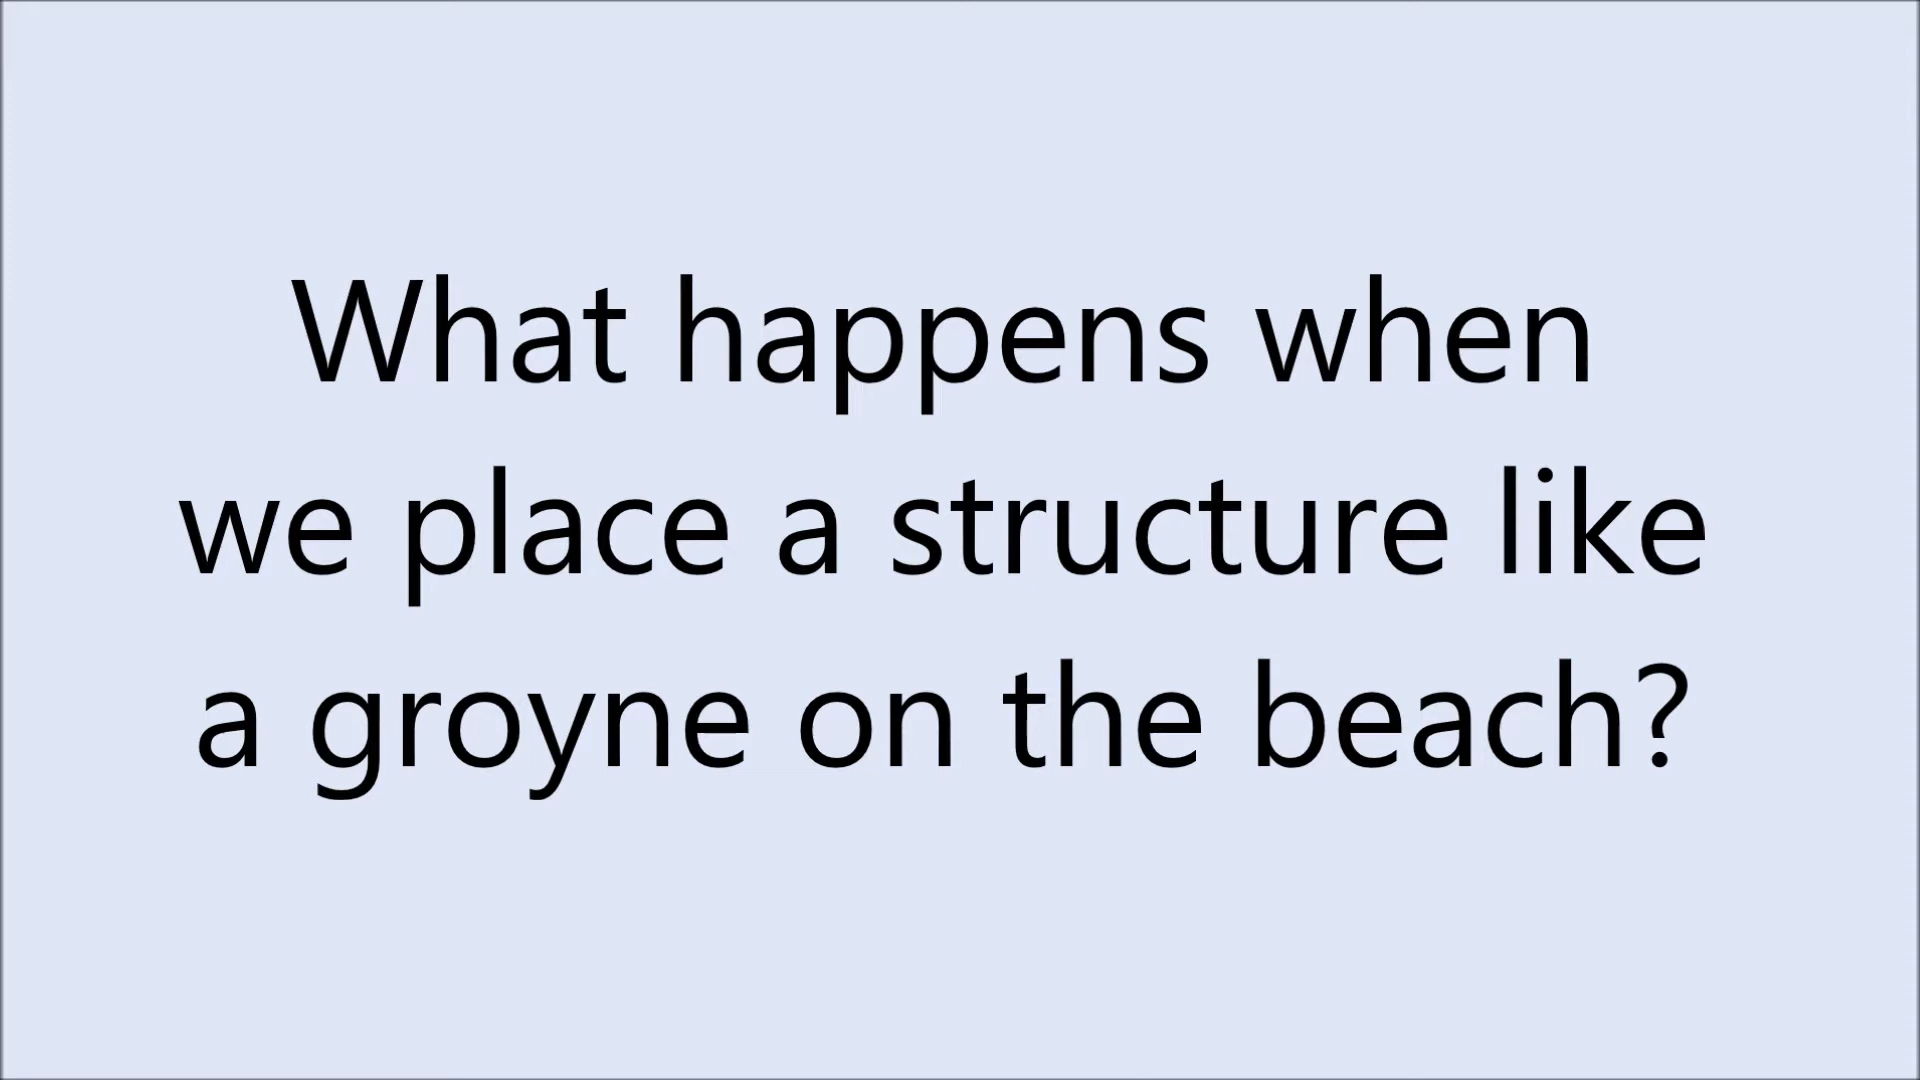 What happens when
we place a structure like
a groyne on the beach?